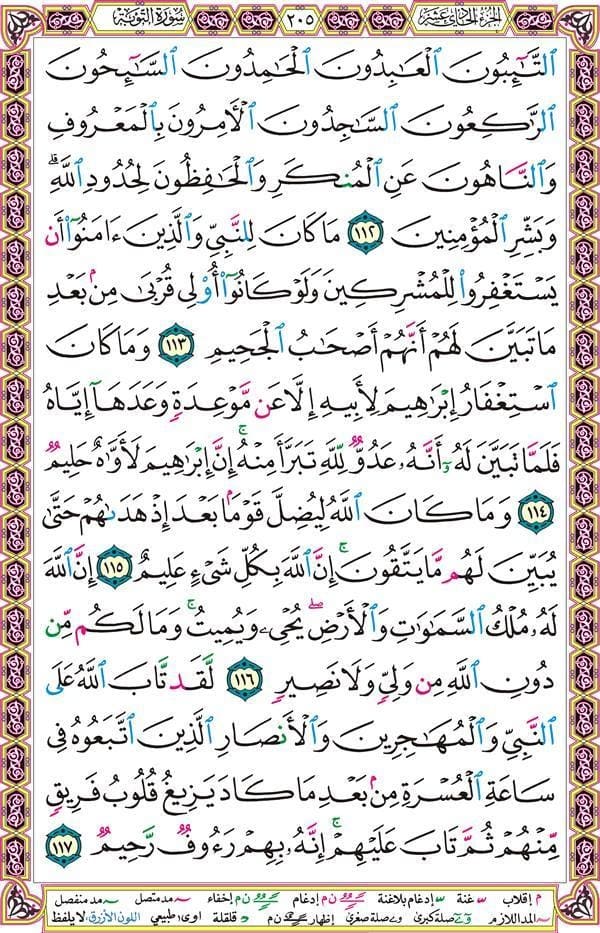 الجزء الحادى عشر ٢٠٥ سورة التوبة
ٱلتَّٰٓئِبُونَ ٱلْعَٰبِدُونَ ٱلْحَٰمِدُونَ ٱلسَّٰٓئِحُونَ
ٱلرَّٰكِعُونَ ٱلسَّٰجِدُونَ ٱلْءَامِرُونَ بِٱلْمَعْرُوفِ
وَٱلنَّاهُونَ عَنِ ٱلْمُنكَرِ وَٱلْحَٰفِظُونَ لِحُدُودِ ٱللَّهِ ۗ
وَبَشِّرِ ٱلْمُؤْمِنِينَ ١١٢ مَا كَانَ لِلنَّبِىِّ وَٱلَّذِينَ ءَامَنُوٓا۟ أَن
يَسْتَغْفِرُوا۟ لِلْمُشْرِكِينَ وَلَوْ كَانُوٓا۟ أُو۟لِى قُرْبَىٰ مِنۢ بَعْدِ
مَا تَبَيَّنَ لَهُمْ أَنَّهُمْ أَصْحَٰبُ ٱلْجَحِيمِ ١١٣ وَمَا كَانَ
ٱسْتِغْفَارُ إِبْرَٰهِيمَ لِأَبِيهِ إِلَّا عَن مَّوْعِدَةٍ وَعَدَهَآ إِيَّاهُ
فَلَمَّا تَبَيَّنَ لَهُۥٓ أَنَّهُۥ عَدُوٌّ لِّلَّهِ تَبَرَّأَ مِنْهُ ۚ إِنَّ إِبْرَٰهِيمَ لَأَوَّٰهٌ حَلِيمٌ
١١٤ وَمَا كَانَ ٱللَّهُ لِيُضِلَّ قَوْمًۢا بَعْدَ إِذْ هَدَىٰهُمْ حَتَّىٰ
يُبَيِّنَ لَهُم مَّا يَتَّقُونَ ۚ إِنَّ ٱللَّهَ بِكُلِّ شَىْءٍ عَلِيمٌ ١١٥ إِنَّ ٱللَّهَ
لَهُۥ مُلْكُ ٱلسَّمَٰوَٰتِ وَٱلْأَرْضِ ۖ يُحْىِۦ وَيُمِيتُ ۚ وَمَا لَكُم مِّن
دُونِ ٱللَّهِ مِن وَلِىٍّ وَلَا نَصِيرٍ ١١٦ لَّقَد تَّابَ ٱللَّهُ عَلَى
ٱلنَّبِىِّ وَٱلْمُهَٰجِرِينَ وَٱلْأَنصَارِ ٱلَّذِينَ ٱتَّبَعُوهُ فِى
سَاعَةِ ٱلْعُسْرَةِ مِنۢ بَعْدِ مَا كَادَ يَزِيغُ قُلُوبُ فَرِيقٍ
مِّنْهُمْ ثُمَّ تَابَ عَلَيْهِمْ ۚ إِنَّهُۥ بِهِمْ رَءُوفٌ رَّحِيمٌ ١١٧
م إقلاب غنة إدغام بلاغنة ن م إدغام ن م إخفاء مد متصل مد منفصل
المد اللازم صلة كبرى صلة صغرى إظهار ن م قلقلة اوى طبيعي اللون الأزرق لا يلفظ